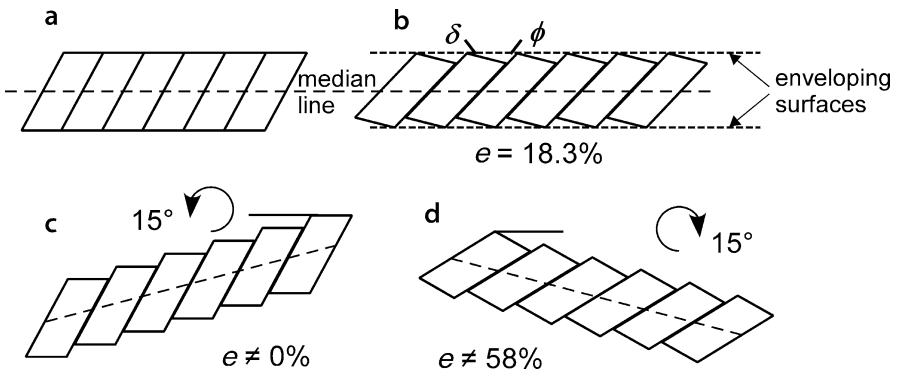 a
b
δ
ϕ
median
line
enveloping
surfaces
e = 18.3%
c
15°
e ≠ 0%
d
15°
e ≠ 58%